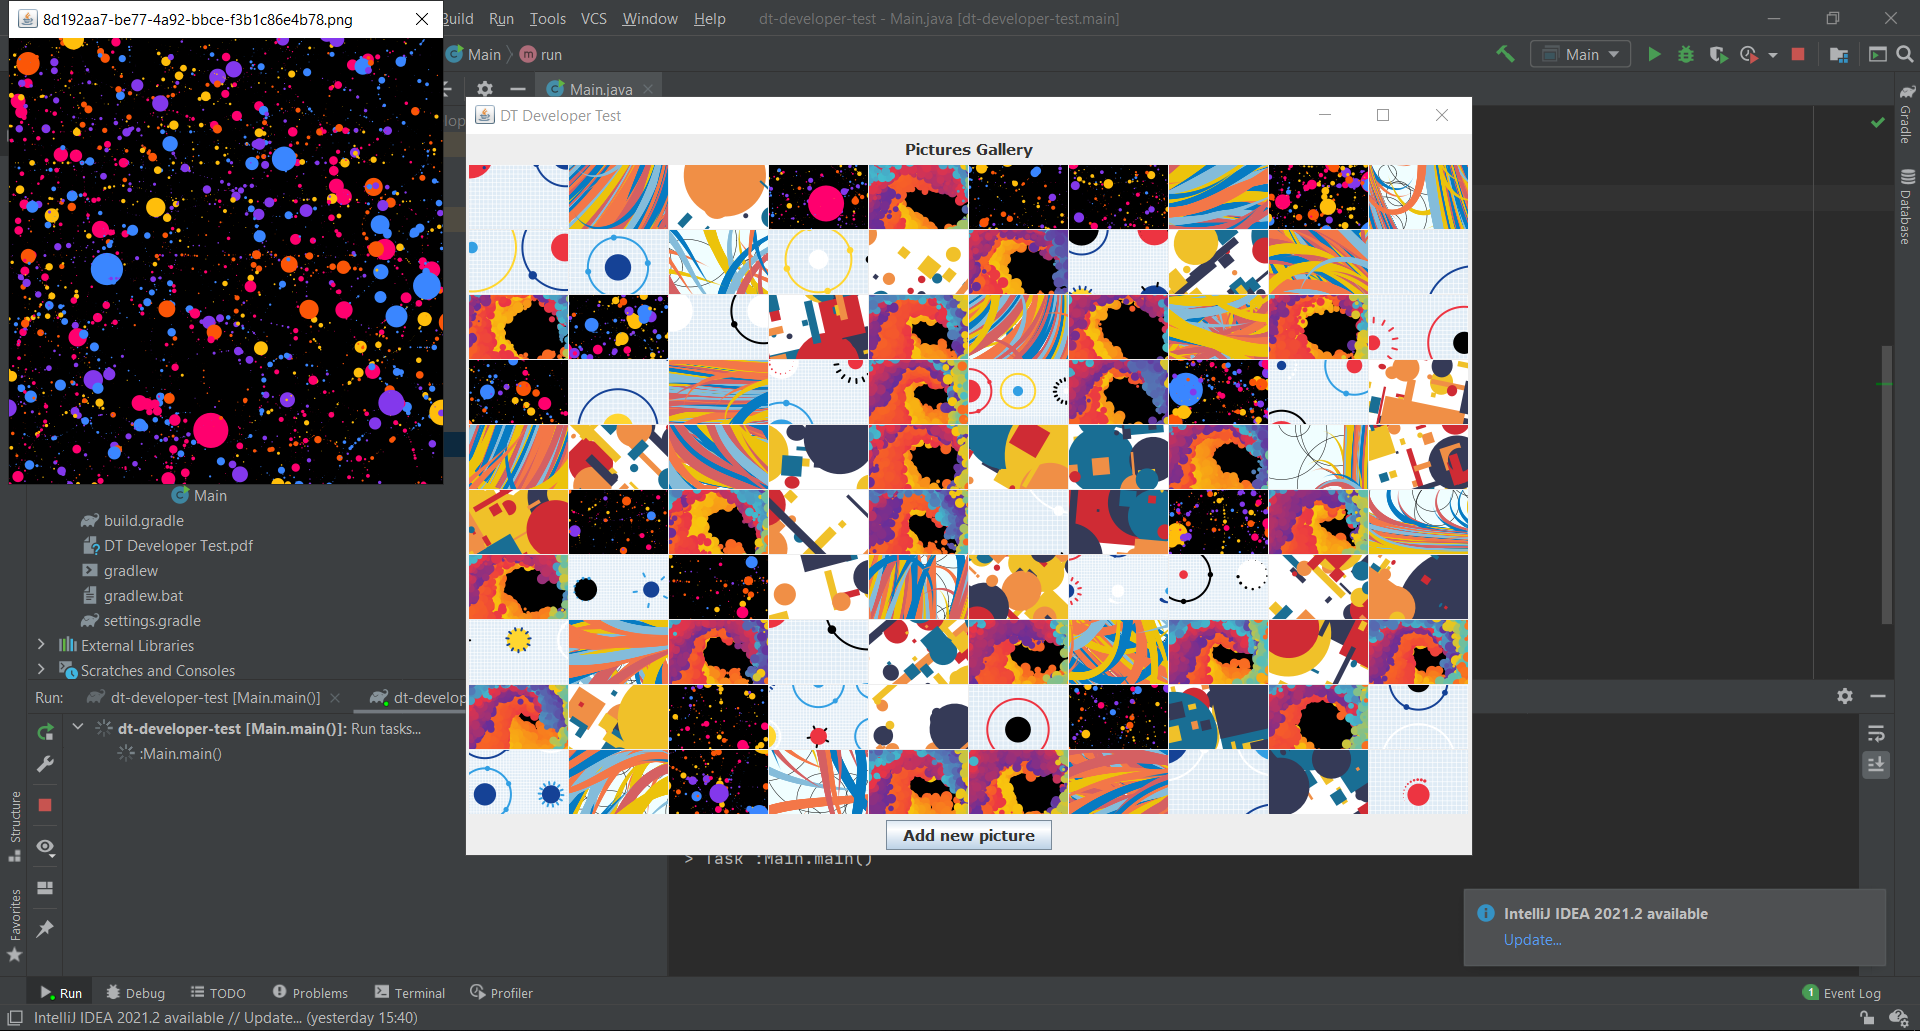 8d192aa7-be77-4a92-bbce-f3b1c86e4b78.png
Build Run Tools VCS Window Help
dt-developer-test - Main.java [dt-developer-test.main]
Main run
Main
Main.java
DT Developer Test
Pictures Gallery
Add new picture
Gradle
Database
Main
build.gradle
DT Developer Test.pdf
gradlew
gradlew.bat
settings.gradle
External Libraries
Scratches and Consoles
Run: dt-developer-test [Main.main()] dt-develop
dt-developer-test [Main.main()]: Run tasks...
:Main.main()
> Task :Main.main()
Structure
Favorites
IntelliJ IDEA 2021.2 available
Update...
Run Debug TODO Problems Terminal Profiler
1 Event Log
IntelliJ IDEA 2021.2 available // Update... (yesterday 15:40)